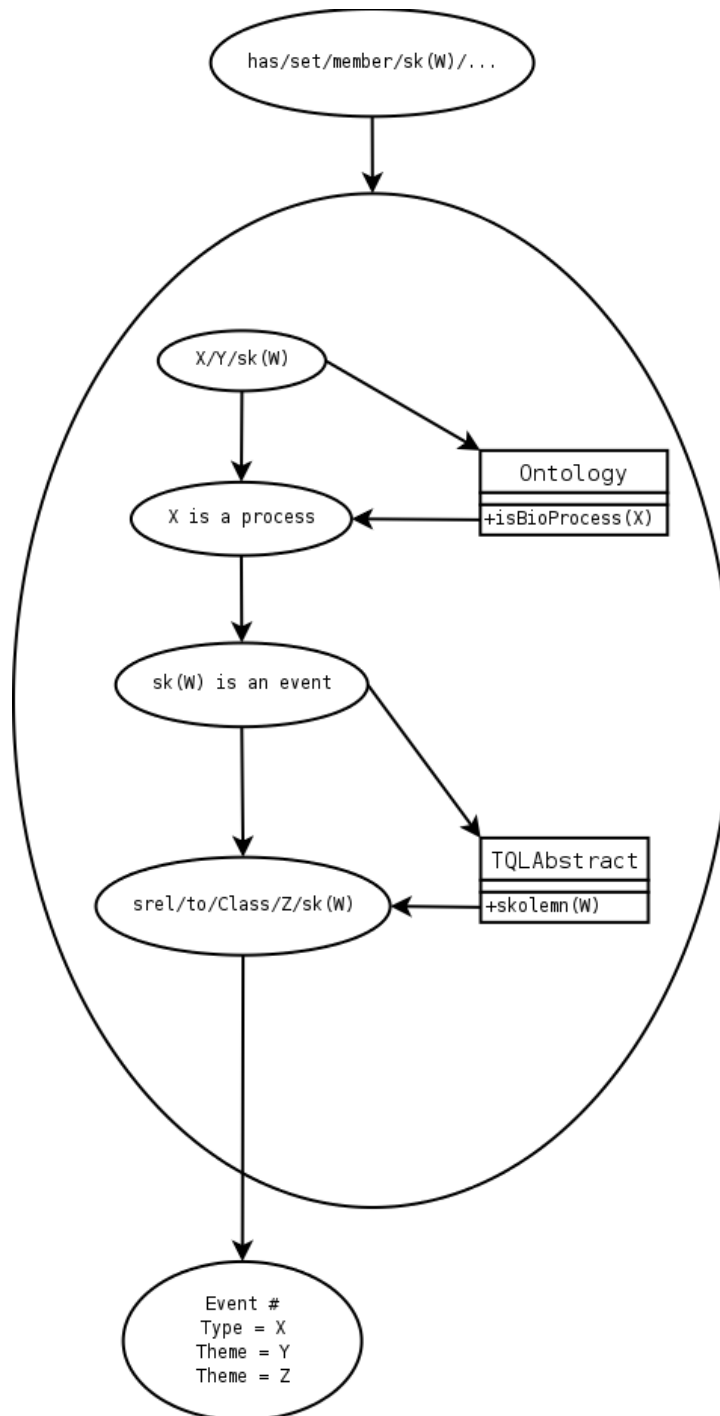 has/set/member/sk(W)/...
X/Y/sk(W)
Ontology
X is a process
+isBioProcess(X)
sk(W) is an event
TQLAbstract
srel/to/Class/Z/sk(W)
+skolemn(W)
Event #
Type = X
Theme = Y
Theme = Z